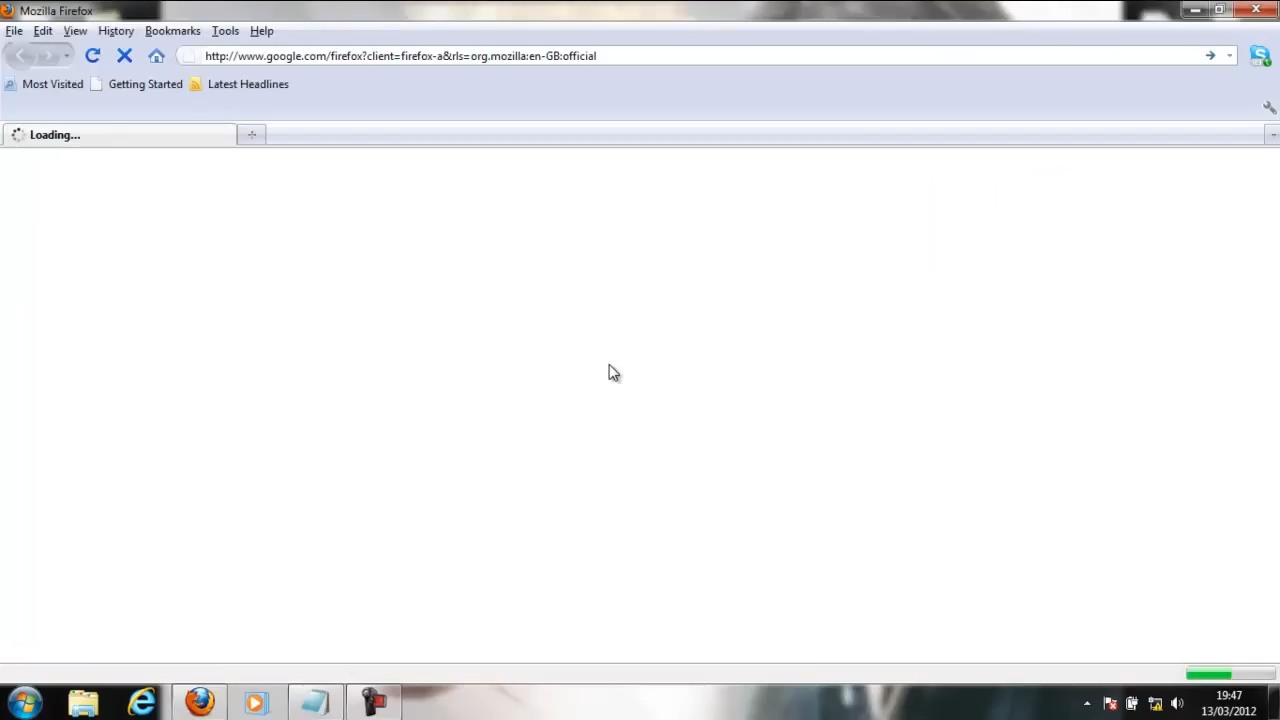 Mozilla Firefox
File Edit View History Bookmarks Tools Help
http://www.google.com/firefox?client=firefox-a&rls=org.mozilla:en-GB:official
Most Visited Getting Started Latest Headlines
Loading...
19:47
13/03/2012